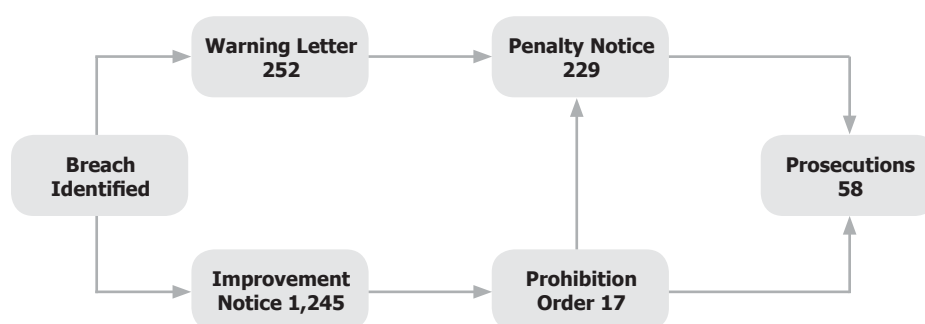 Warning Letter
252
Penalty Notice
229
Breach
Identified
Prosecutions
58
Improvement
Notice 1,245
Prohibition
Order 17